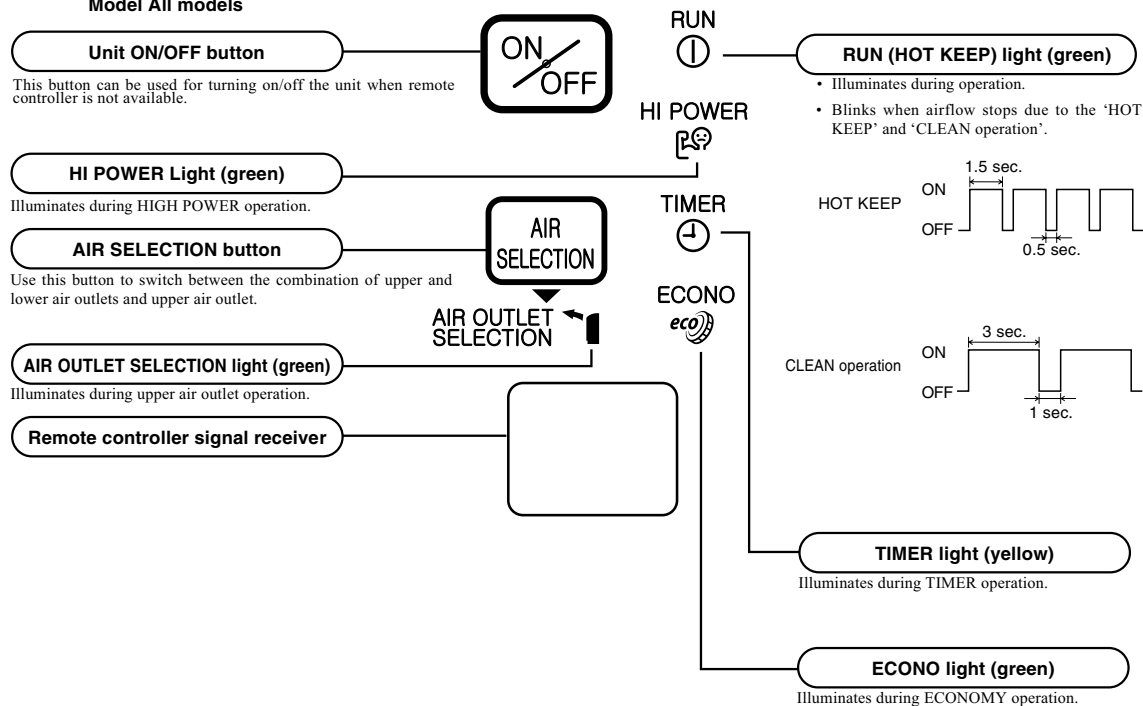 Model All models
Unit ON/OFF button
This button can be used for turning on/off the unit when remote
controller is not available.
ON
OFF
RUN
RUN (HOT KEEP) light (green)
• Illuminates during operation.
• Blinks when airflow stops due to the ‘HOT
KEEP’ and ‘CLEAN operation’.
HI POWER
HI POWER Light (green)
Illuminates during HIGH POWER operation.
1.5 sec.
HOT KEEP
ON
OFF
0.5 sec.
AIR SELECTION button
Use this button to switch between the combination of upper and
lower air outlets and upper air outlet.
AIR
SELECTION
TIMER
AIR OUTLET
SELECTION
ECONO
eco
AIR OUTLET SELECTION light (green)
Illuminates during upper air outlet operation.
3 sec.
CLEAN operation
ON
OFF
1 sec.
Remote controller signal receiver
TIMER light (yellow)
Illuminates during TIMER operation.
ECONO light (green)
Illuminates during ECONOMY operation.